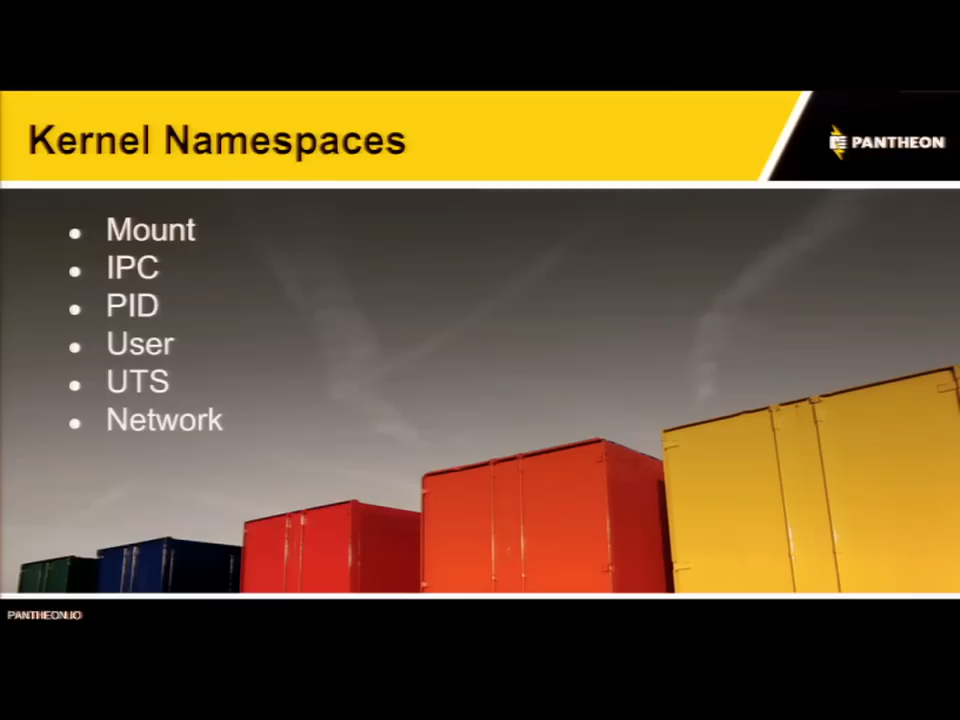 Kernel Namespaces
PANTHEON
Mount
IPC
PID
User
UTS
Network
PANTHEON.IO